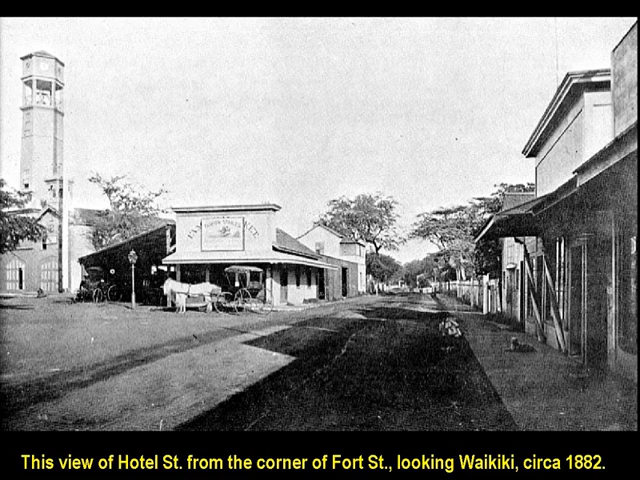 This view of Hotel St. from the corner of Fort St., looking Waikiki, circa 1882.